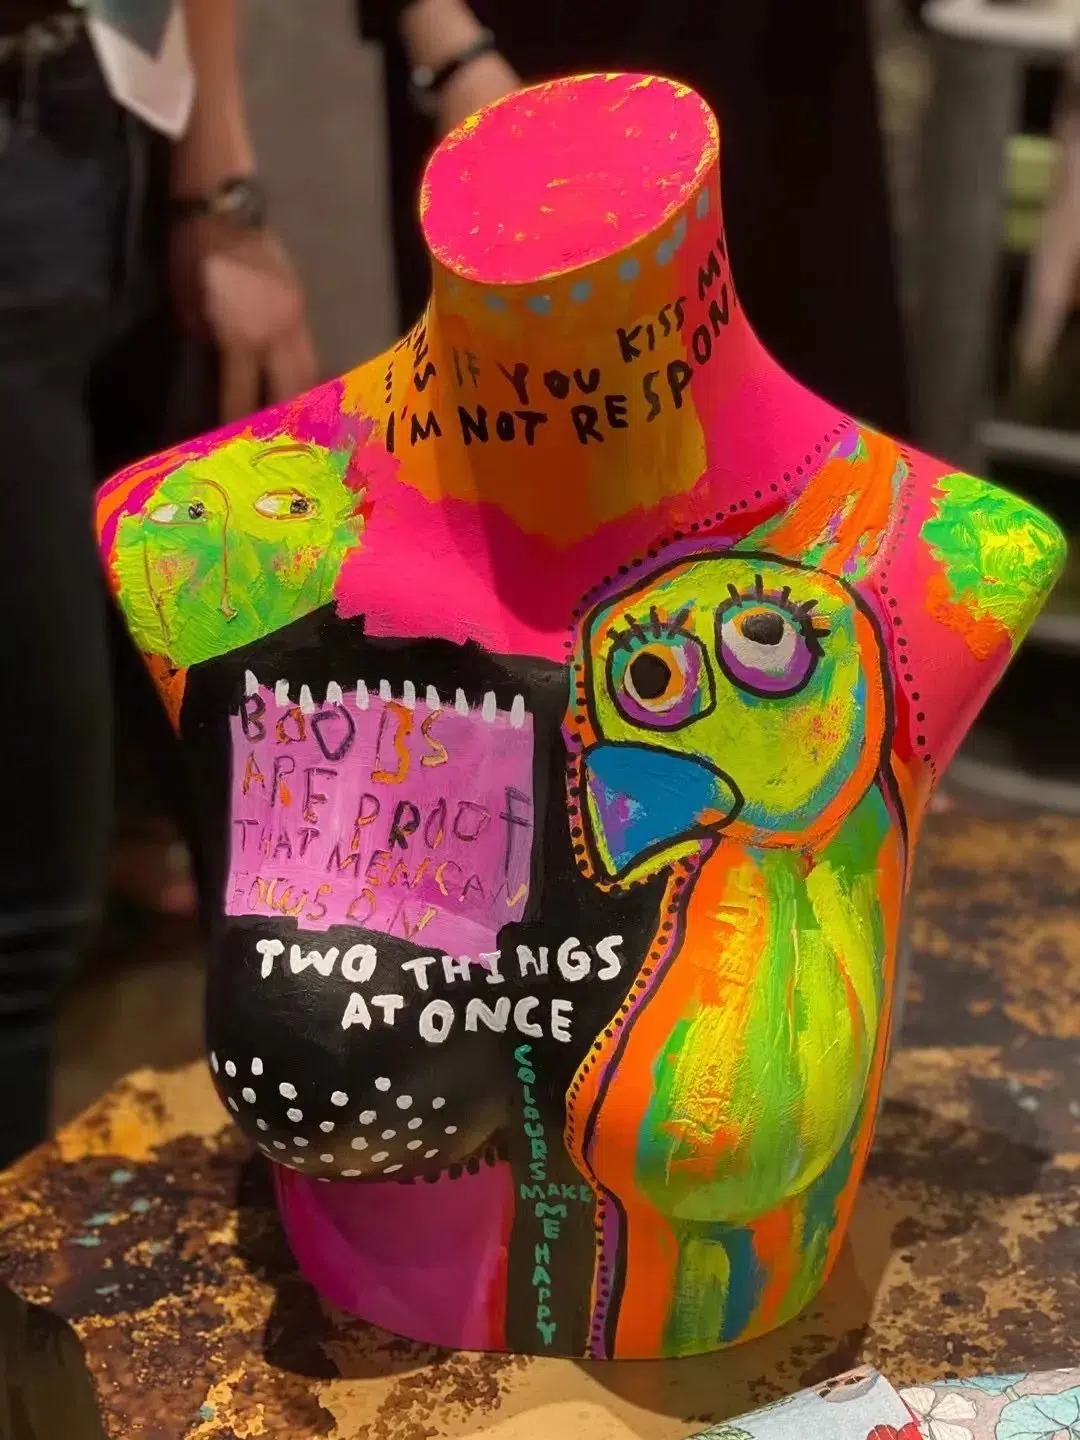 IF YOU KISS MY
I'M NOT RESPON
BOOBS
ARE PROOF
THAT MEN CAN
FOCUS ON
TWO THINGS
AT ONCE
COLOURS
MAKE
ME HAPPY